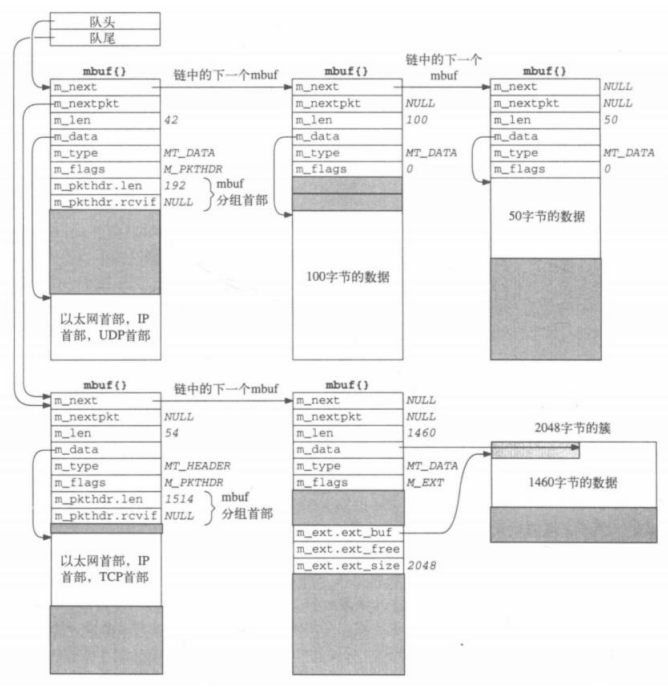 队头
队尾
链中的下一个mbuf
链中的下一个
mbuf
mbuf{}
m_next
m_nextpkt
m_len 42
m_data
m_type MT_DATA
m_flags M_PKTHDR
m_pkthdr.len 192
m_pkthdr.rcvif NULL
mbuf
分组首部
以太网首部，IP
首部，UDP首部
mbuf{}
m_next
m_nextpkt NULL
m_len 100
m_data
m_type MT_DATA
m_flags 0
100字节的数据
mbuf{}
m_next NULL
m_nextpkt NULL
m_len 50
m_data
m_type MT_DATA
m_flags 0
50字节的数据
mbuf{}
链中的下一个mbuf
m_next
m_nextpkt NULL
m_len 54
m_data
m_type MT_HEADER
m_flags M_PKTHDR
m_pkthdr.len 1514
m_pkthdr.rcvif NULL
mbuf
分组首部
以太网首部，IP
首部，TCP首部
mbuf{}
m_next NULL
m_nextpkt NULL
m_len 1460
m_data
m_type MT_DATA
m_flags M_EXT
m_ext.ext_buf
m_ext.ext_free
m_ext.ext_size 2048
2048字节的簇
1460字节的数据